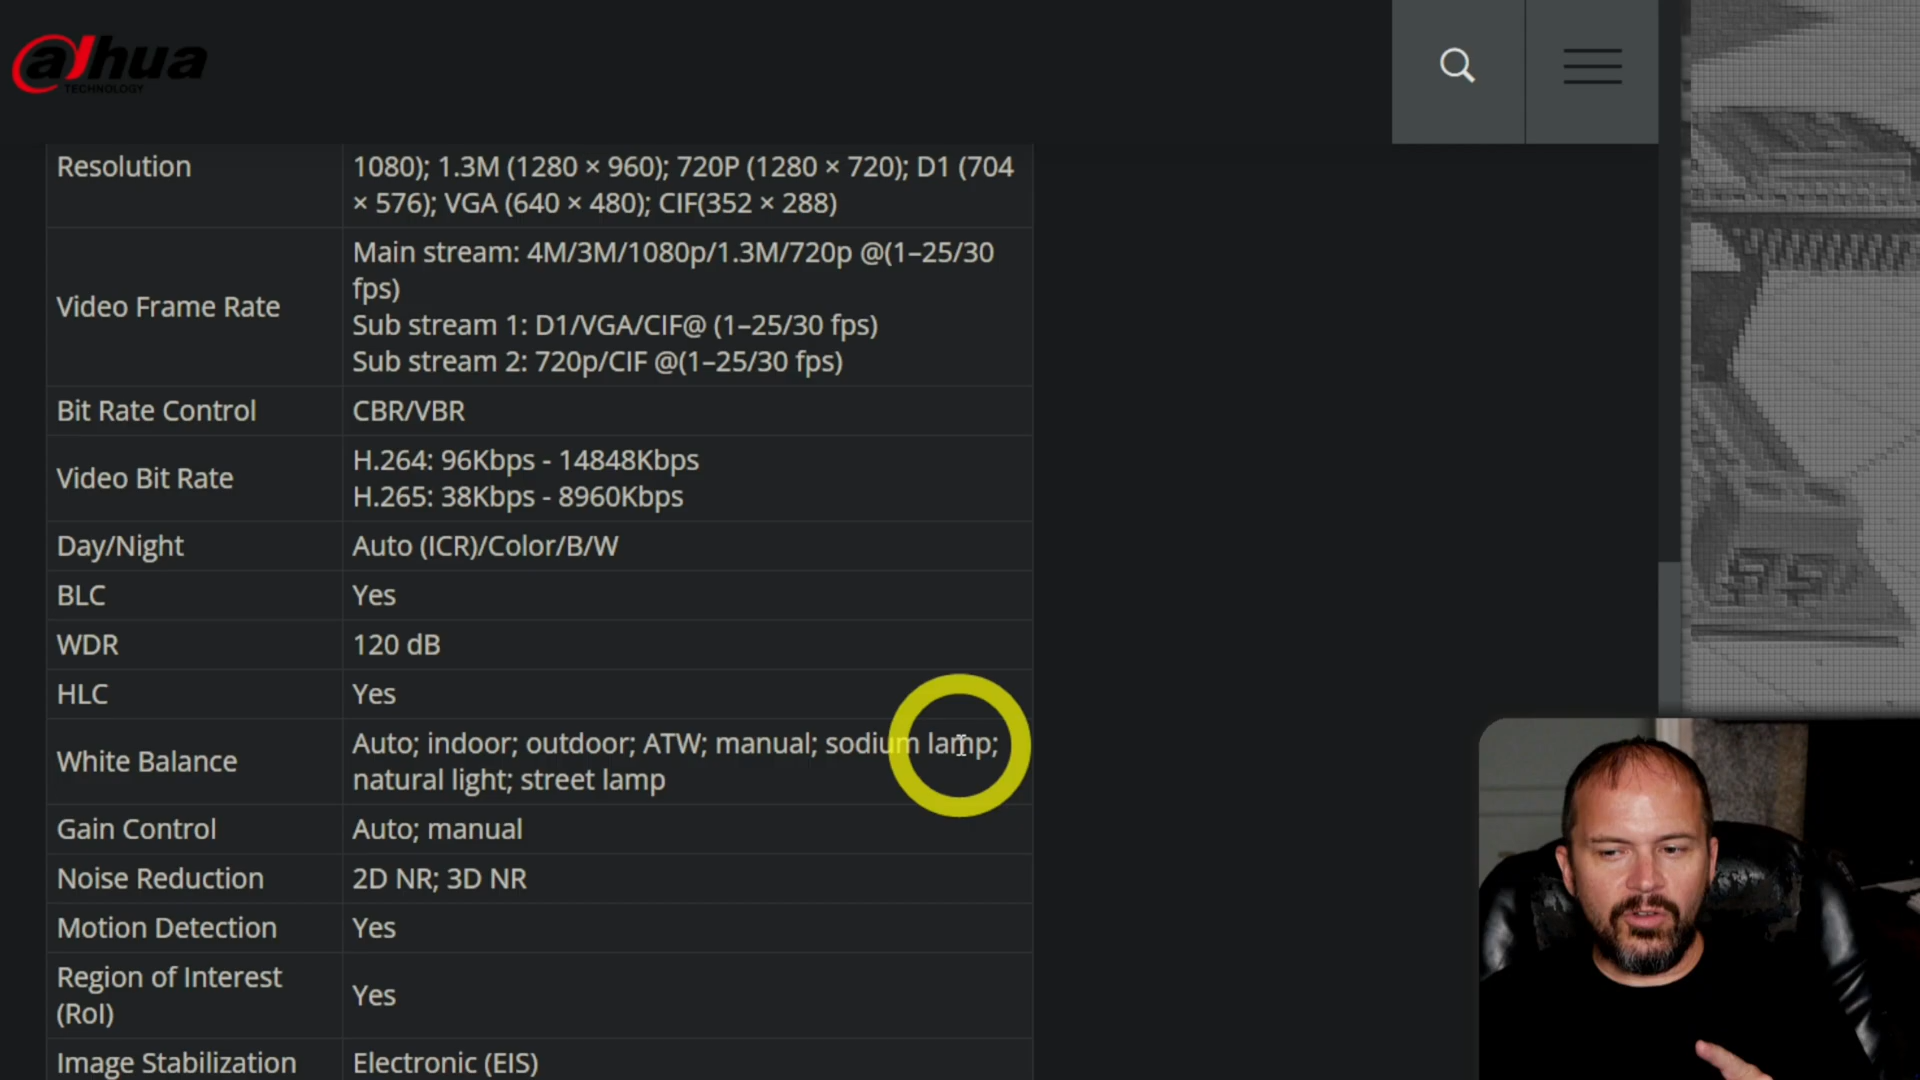 alhua
TECHNOLOGY
Resolution
1080); 1.3M (1280 × 960); 720P (1280 × 720); D1 (704
× 576); VGA (640 × 480); CIF(352 × 288)
Video Frame Rate
Main stream: 4M/3M/1080p/1.3M/720p @(1–25/30
fps)
Sub stream 1: D1/VGA/CIF@ (1–25/30 fps)
Sub stream 2: 720p/CIF @(1–25/30 fps)
Bit Rate Control
CBR/VBR
Video Bit Rate
H.264: 96Kbps - 14848Kbps
H.265: 38Kbps - 8960Kbps
Day/Night
Auto (ICR)/Color/B/W
BLC
Yes
WDR
120 dB
HLC
Yes
White Balance
Auto; indoor; outdoor; ATW; manual; sodium lamp;
natural light; street lamp
Gain Control
Auto; manual
Noise Reduction
2D NR; 3D NR
Motion Detection
Yes
Region of Interest
(RoI)
Yes
Image Stabilization
Electronic (EIS)